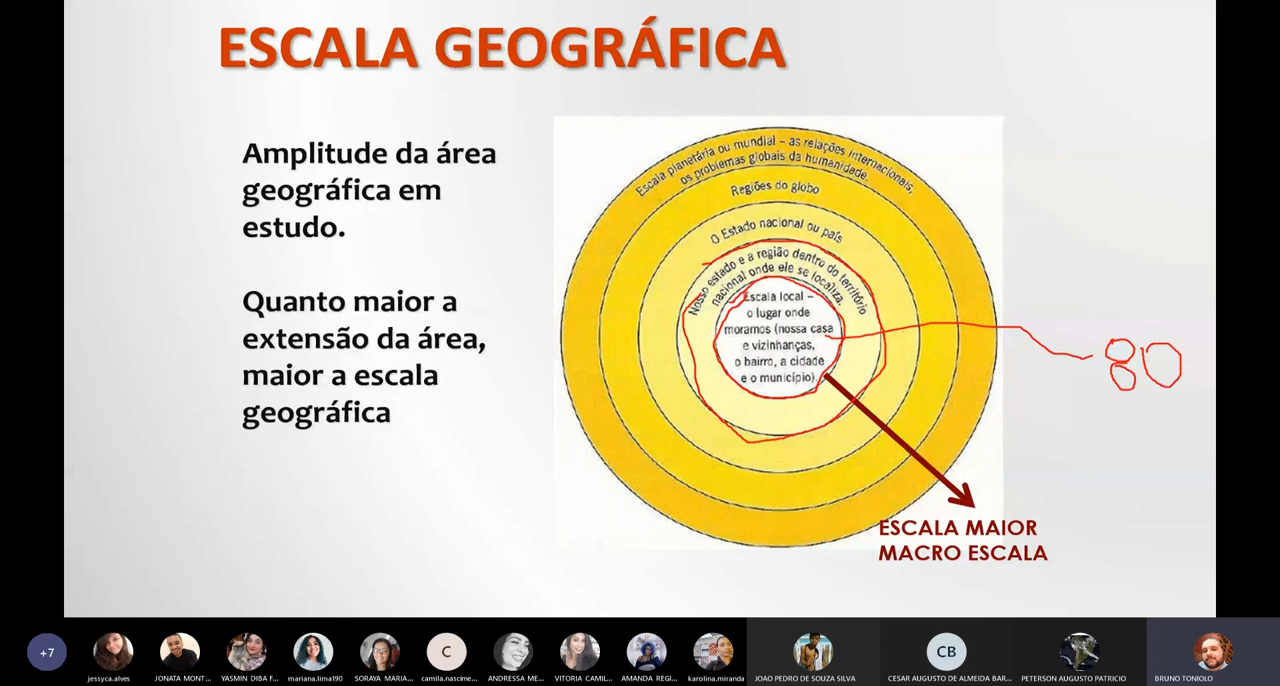 ESCALA GEOGRÁFICA
Amplitude da área
geográfica em
estudo.
Quanto maior a
extensão da área,
maior a escala
geográfica
Escala planetária ou mundial – as relações internacionais,
os problemas globais da humanidade.
Regiões do globo
O Estado nacional ou país
Nosso estado e a região dentro do território
nacional onde ele se localiza.
Escala local –
o lugar onde
moramos (nossa casa
e vizinhanças,
o bairro, a cidade
e o município)
80
ESCALA MAIOR
MACRO ESCALA
+7
C
CB
jessyca.alves
JONATA MONT...
YASMIN DIBA F...
mariana.lima190
SORAYA MARIA...
camila.nascime...
ANDRESSA ME...
VITORIA CAMIL...
AMANDA REGI...
karolina.miranda
JOAO PEDRO DE SOUZA SILVA
CESAR AUGUSTO DE ALMEIDA BAR...
PETERSON AUGUSTO PATRICIO
BRUNO TONIOLO